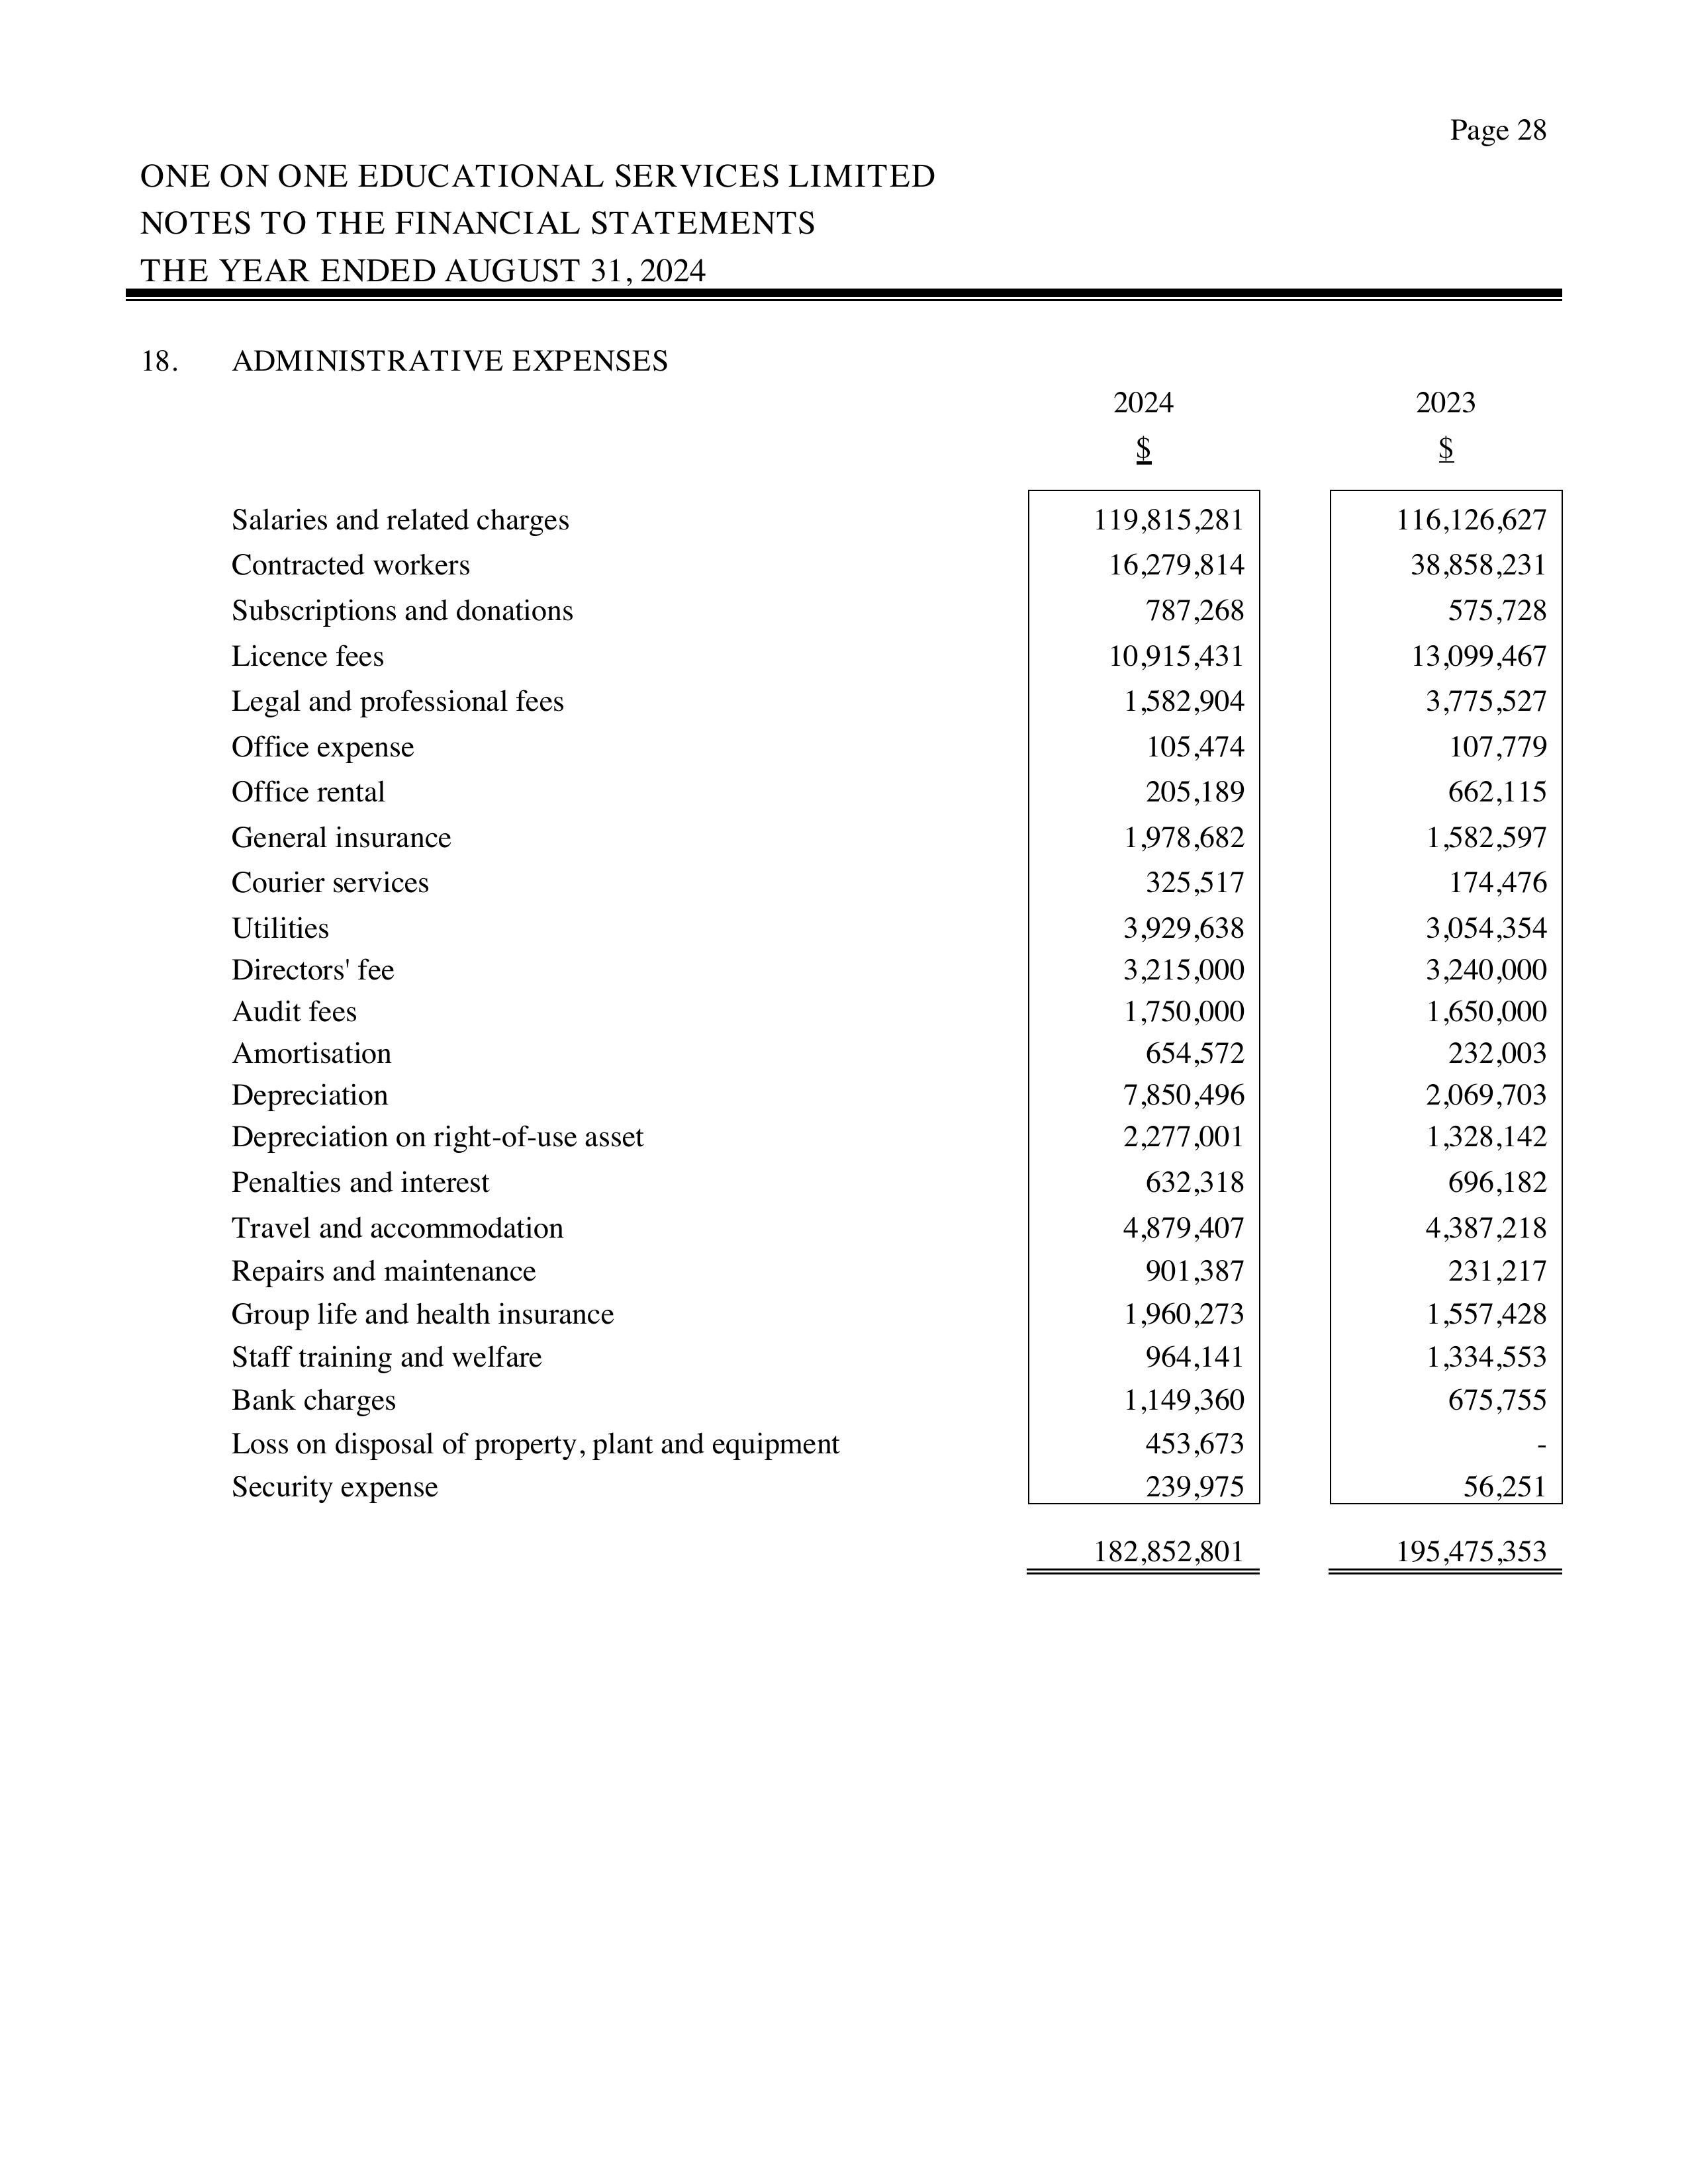 Page 28
ONE ON ONE EDUCATIONAL SERVICES LIMITED
NOTES TO THE FINANCIAL STATEMENTS
THE YEAR ENDED AUGUST 31, 2024
18. ADMINISTRATIVE EXPENSES
2024 2023
$ $
Salaries and related charges 119,815,281 116,126,627
Contracted workers 16,279,814 38,858,231
Subscriptions and donations 787,268 575,728
Licence fees 10,915,431 13,099,467
Legal and professional fees 1,582,904 3,775,527
Office expense 105,474 107,779
Office rental 205,189 662,115
General insurance 1,978,682 1,582,597
Courier services 325,517 174,476
Utilities 3,929,638 3,054,354
Directors' fee 3,215,000 3,240,000
Audit fees 1,750,000 1,650,000
Amortisation 654,572 232,003
Depreciation 7,850,496 2,069,703
Depreciation on right-of-use asset 2,277,001 1,328,142
Penalties and interest 632,318 696,182
Travel and accommodation 4,879,407 4,387,218
Repairs and maintenance 901,387 231,217
Group life and health insurance 1,960,273 1,557,428
Staff training and welfare 964,141 1,334,553
Bank charges 1,149,360 675,755
Loss on disposal of property, plant and equipment 453,673 -
Security expense 239,975 56,251
182,852,801 195,475,353